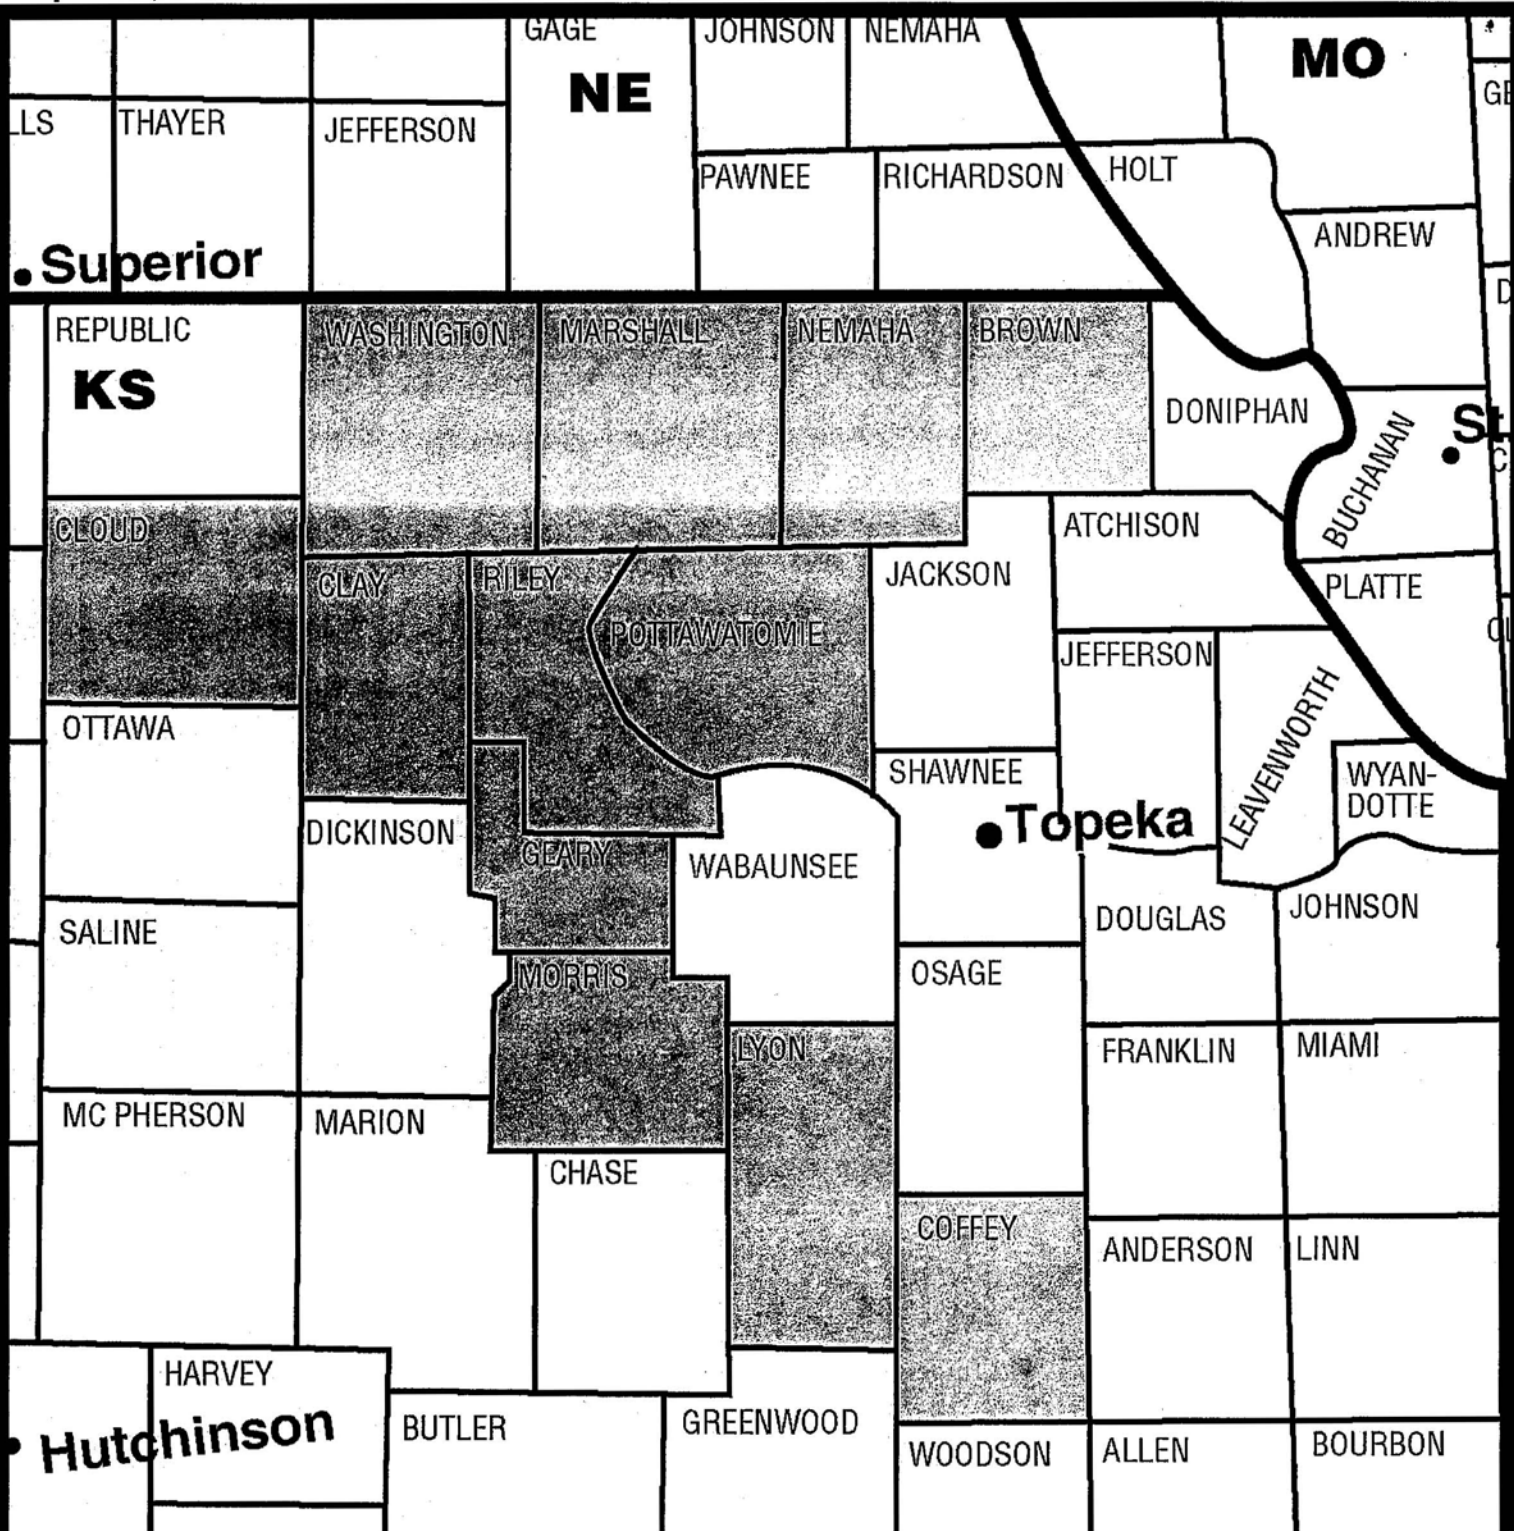 GAGE
JOHNSON
NEMAHA
MO
NE
LLS
THAYER
JEFFERSON
PAWNEE
RICHARDSON
HOLT
ANDREW
Superior
REPUBLIC
WASHINGTON
MARSHALL
NEMAHA
BROWN
KS
DONIPHAN
St
BUCHANAN
CLOUD
ATCHISON
CLAY
RILEY
JACKSON
PLATTE
POTTAWATOMIE
JEFFERSON
OTTAWA
LEAVENWORTH
SHAWNEE
WYAN-
DOTTE
Topeka
DICKINSON
GEARY
WABAUNSEE
JOHNSON
DOUGLAS
SALINE
OSAGE
MORRIS
LYON
FRANKLIN
MIAMI
MC PHERSON
MARION
CHASE
COFFEY
ANDERSON
LINN
HARVEY
Hutchinson
BUTLER
GREENWOOD
WOODSON
ALLEN
BOURBON